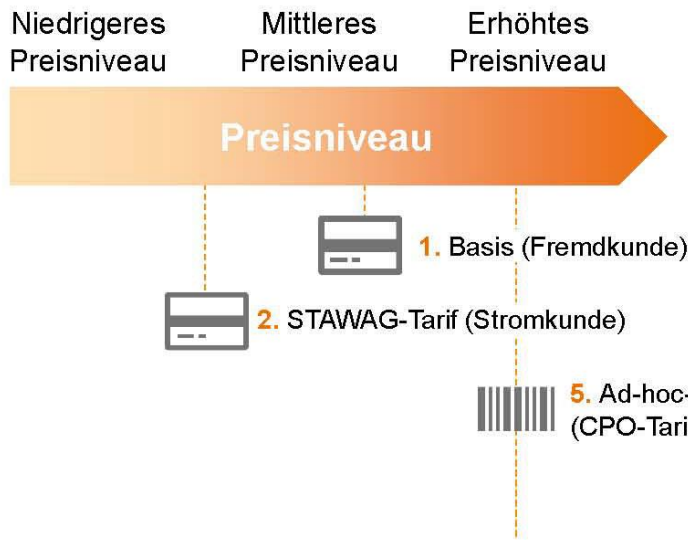 Niedrigeres Mittleres Erhöhtes
Preisniveau Preisniveau Preisniveau
Preisniveau
1. Basis (Fremdkunde)
2. STAWAG-Tarif (Stromkunde)
5. Ad-hoc-
(CPO-Tari